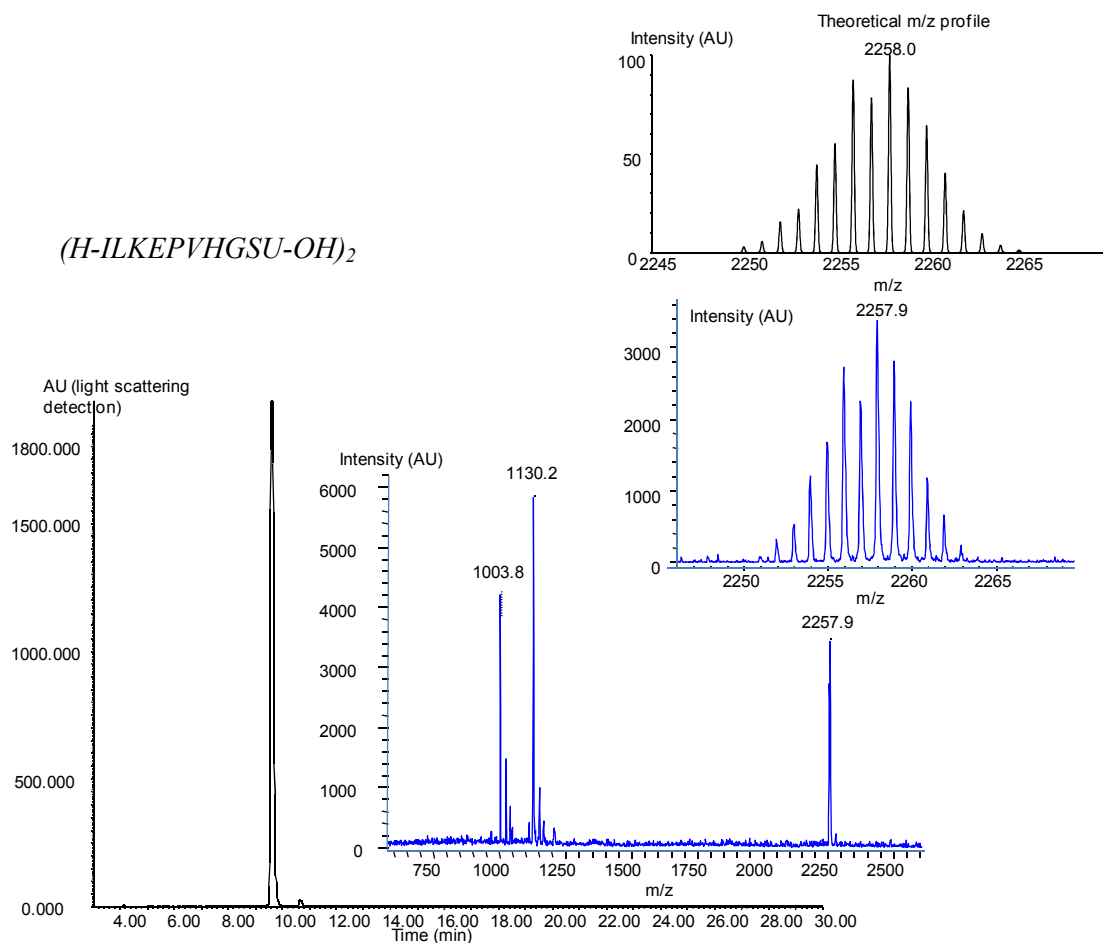 Theoretical m/z profile
Intensity (AU)
2258.0
100
50
0
2245 2250 2255 2260 2265
m/z
(H-ILKEPVHGSU-OH)2
Intensity (AU)
2257.9
3000
2000
1000
0
2250 2255 2260 2265
m/z
AU (light scattering
detection)
1800.000
1500.000
1000.000
500.000
0.000
4.00 6.00 8.00 10.00 12.00 14.00 16.00 18.00 20.00 22.00 24.00 26.00 28.00 30.00
Time (min)
Intensity (AU)
1130.2
1003.8
2257.9
6000
5000
4000
3000
2000
1000
0
750 1000 1250 1500 1750 2000 2250 2500
m/z